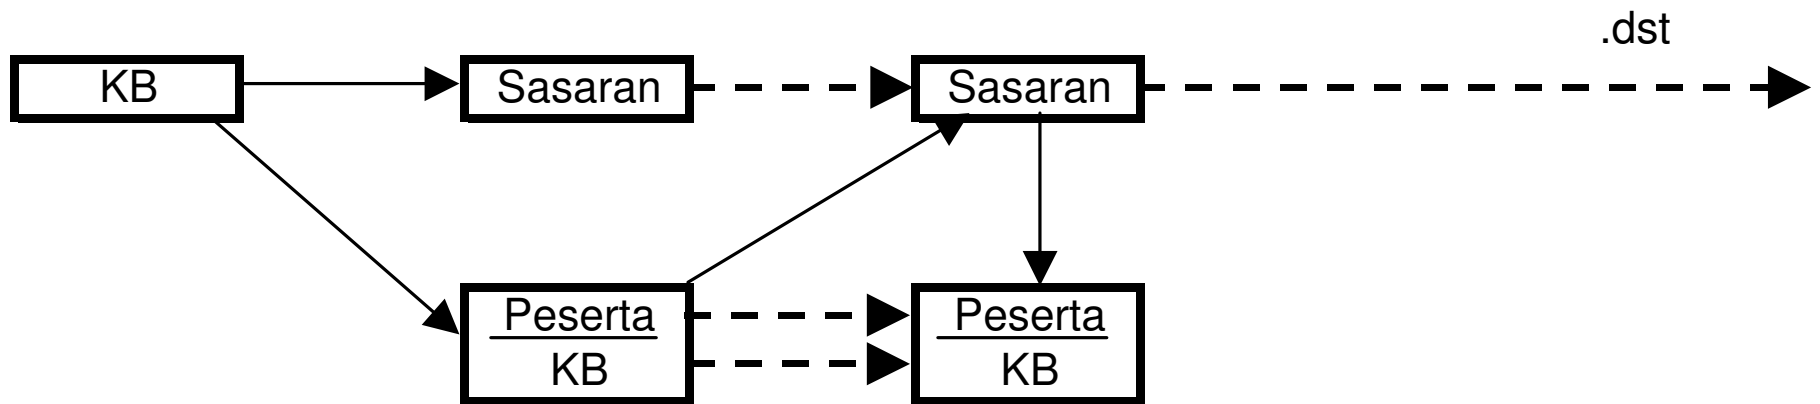 .dst
KB
Sasaran
Sasaran
Peserta
KB
Peserta
KB